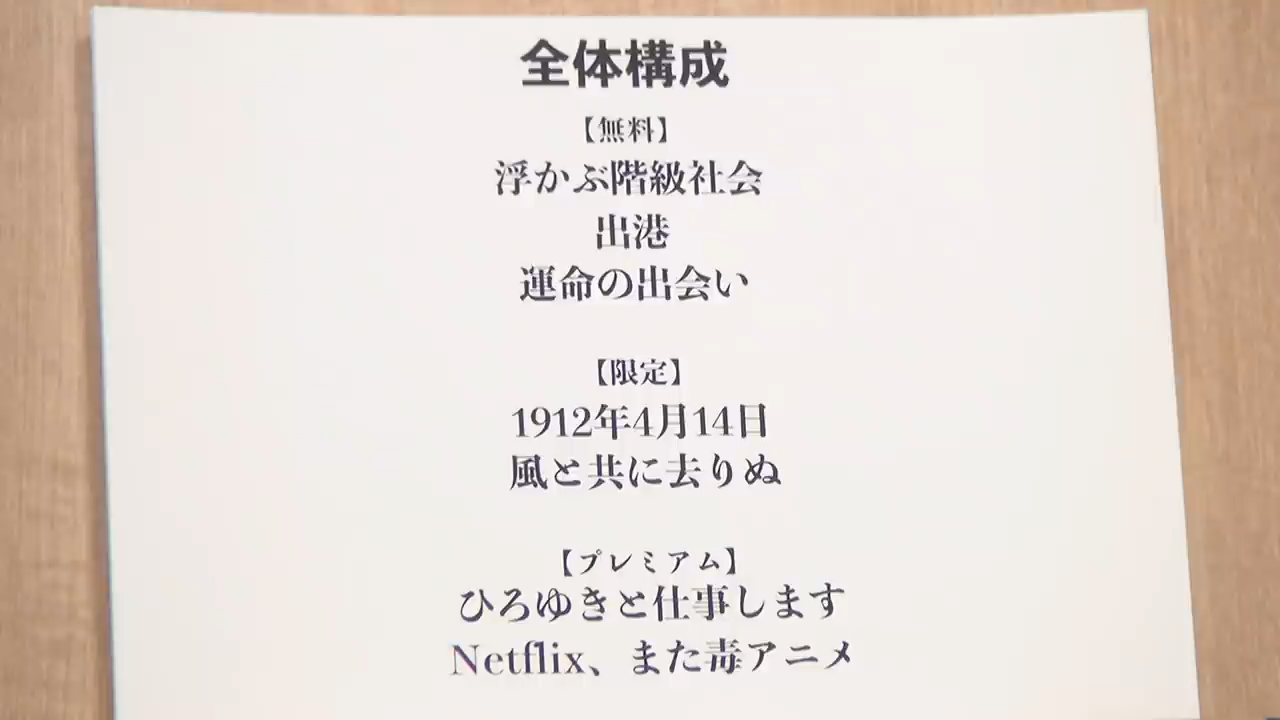 全体構成
【無料】
浮かぶ階級社会
出港
運命の出会い
【限定】
1912年4月14日
風と共に去りぬ
【プレミアム】
ひろゆきと仕事します
Netflix、また毒アニメ